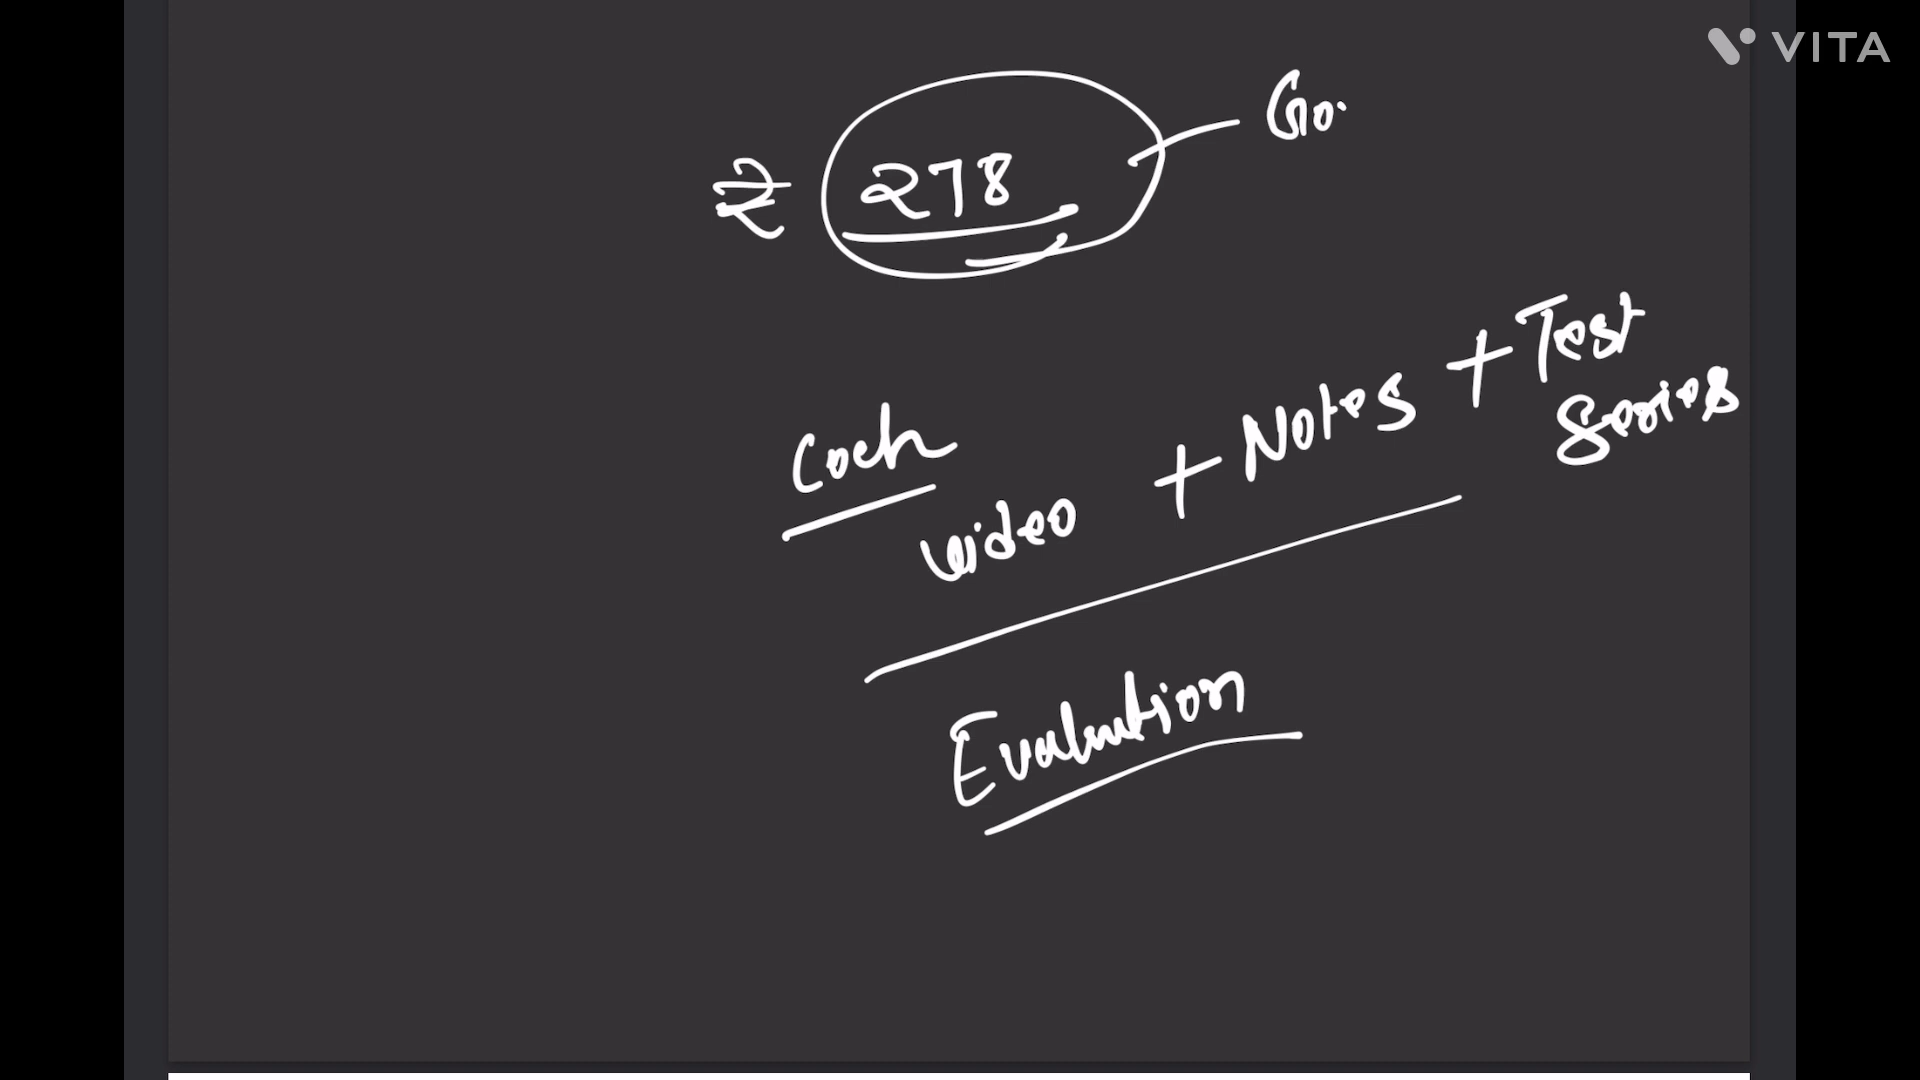 VITA
₹ 278 Go.
Coch
video + Notes + Test Series
Evalution